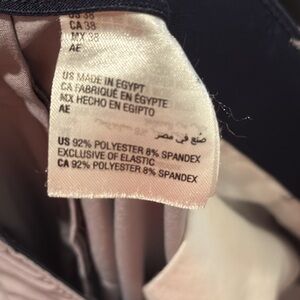 US 38
CA 38
MX 38
AE
US MADE IN EGYPT
CA FABRIQUÉ EN ÉGYPTE
MX HECHO EN EGIPTO
AE
صنع في مصر
US 92% POLYESTER 8% SPANDEX
EXCLUSIVE OF ELASTIC
CA 92% POLYESTER 8% SPANDEX